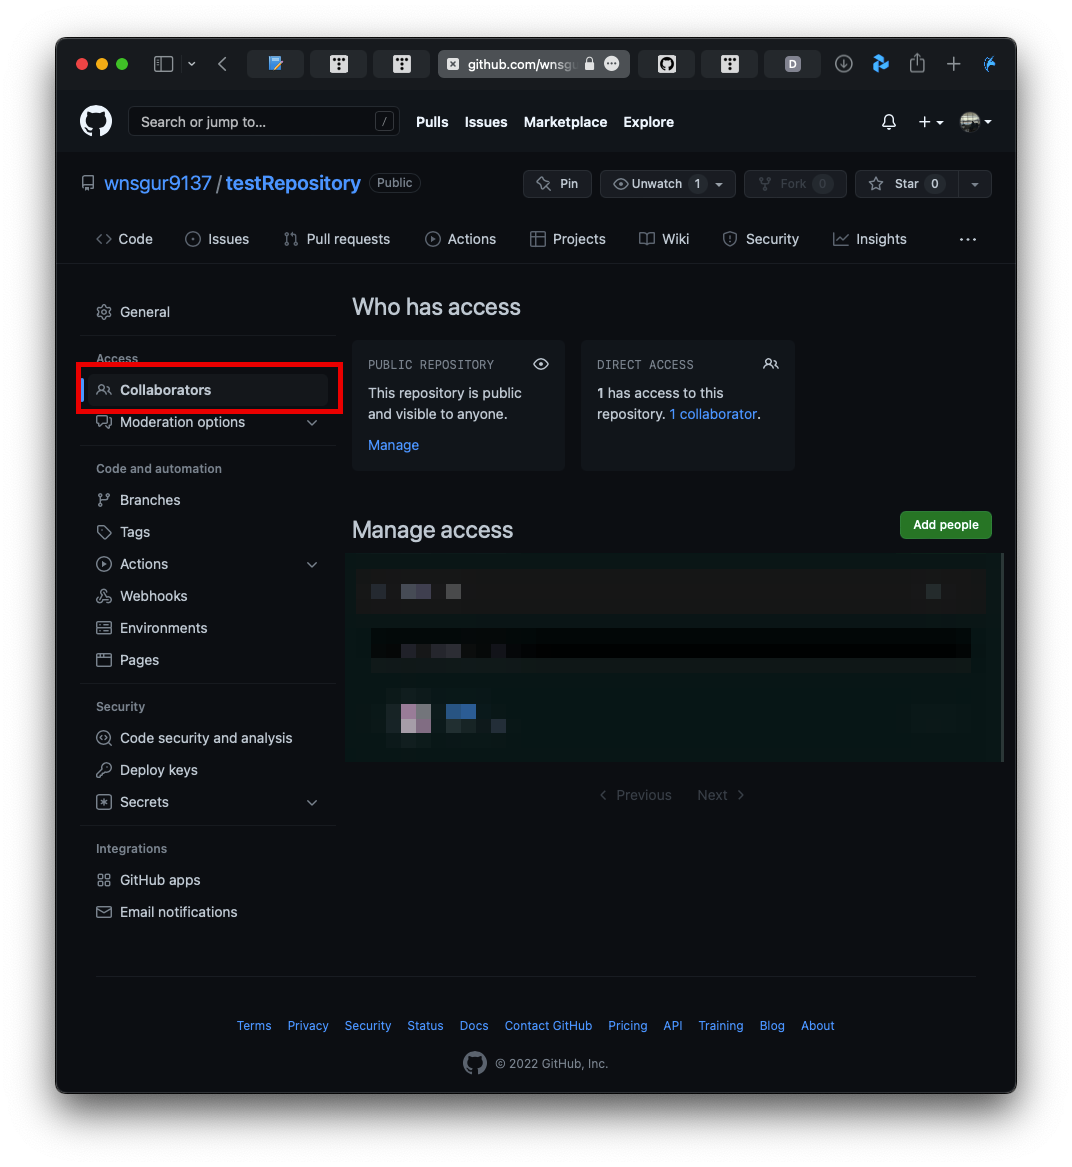 github.com/wnsgu
D
Search or jump to... /
Pulls Issues Marketplace Explore
wnsgur9137 / testRepository Public
Pin Unwatch 1 Fork 0 Star 0
Code Issues Pull requests Actions Projects Wiki Security Insights
General
Access
Collaborators
Moderation options
Code and automation
Branches
Tags
Actions
Webhooks
Environments
Pages
Security
Code security and analysis
Deploy keys
Secrets
Integrations
GitHub apps
Email notifications
Who has access
PUBLIC REPOSITORY
This repository is public
and visible to anyone.
Manage
DIRECT ACCESS
1 has access to this
repository. 1 collaborator.
Manage access
Add people
Previous Next
Terms Privacy Security Status Docs Contact GitHub Pricing API Training Blog About
© 2022 GitHub, Inc.